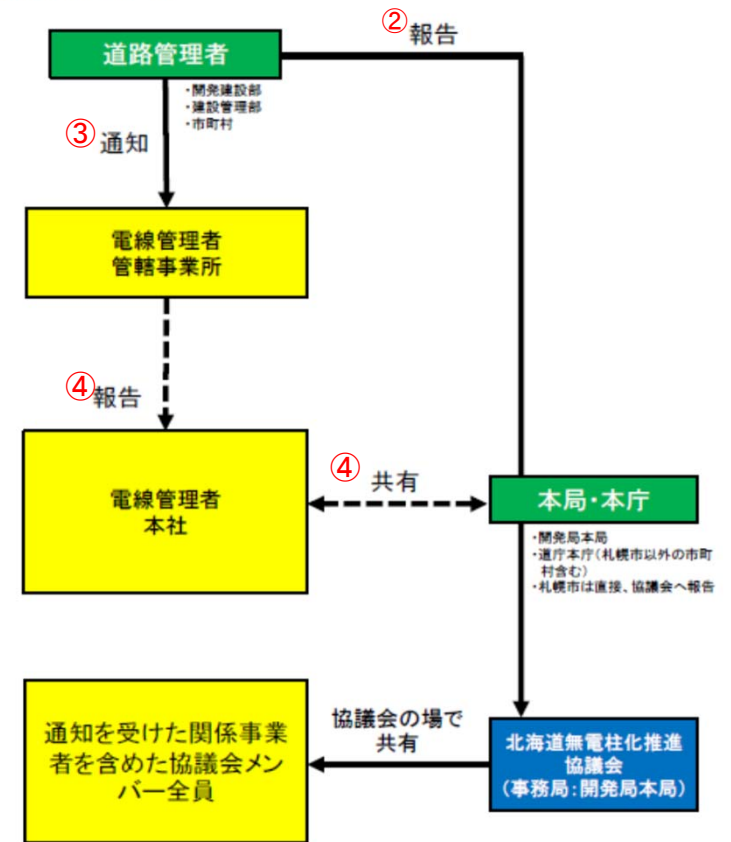 ②
報告
道路管理者
・開発建設部
・建設管理部
・市町村
③
通知
電線管理者
管轄事業所
④
報告
電線管理者
本社
④
共有
本局・本庁
・開発局本局
・道庁本庁(札幌市以外の市町
村含む)
・札幌市は直接、協議会へ報告
通知を受けた関係事業
者を含めた協議会メン
バー全員
協議会の場で
共有
北海道無電柱化推進
協議会
(事務局:開発局本局)